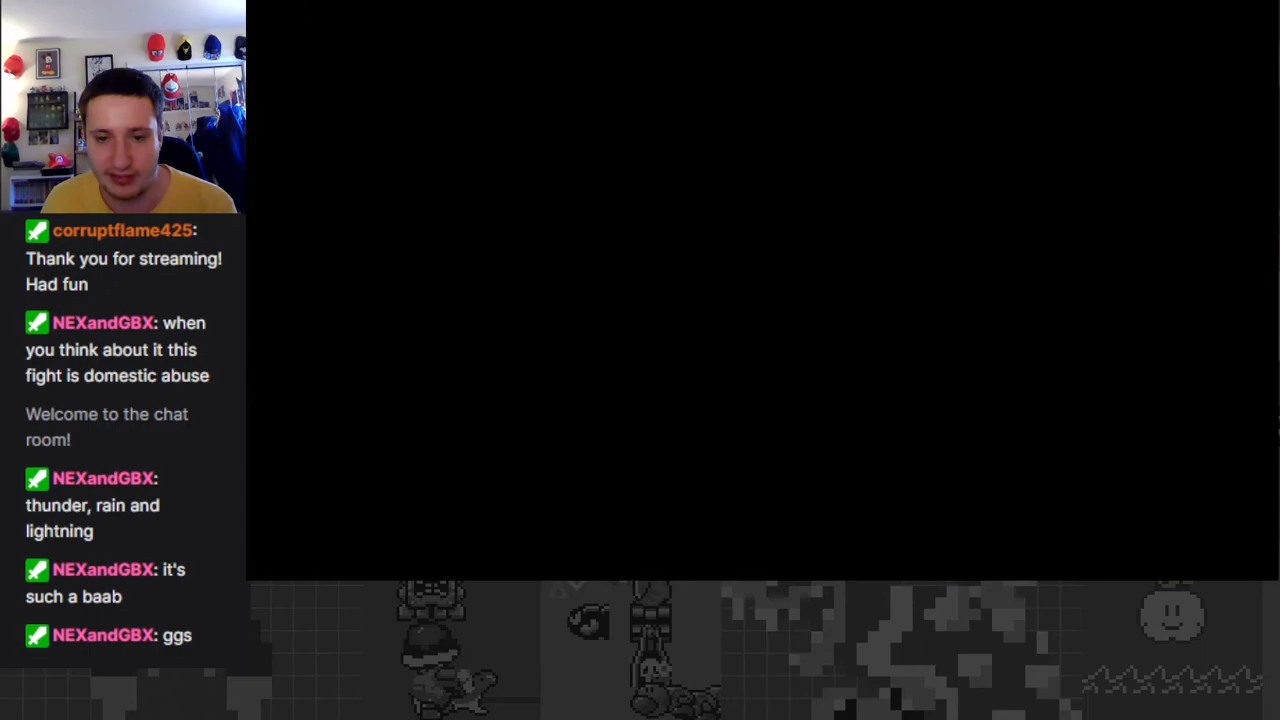 corruptflame425:
Thank you for streaming!
Had fun
NEXandGBX: when
you think about it this
fight is domestic abuse
Welcome to the chat
room!
NEXandGBX:
thunder, rain and
lightning
NEXandGBX: it's
such a baab
NEXandGBX: ggs